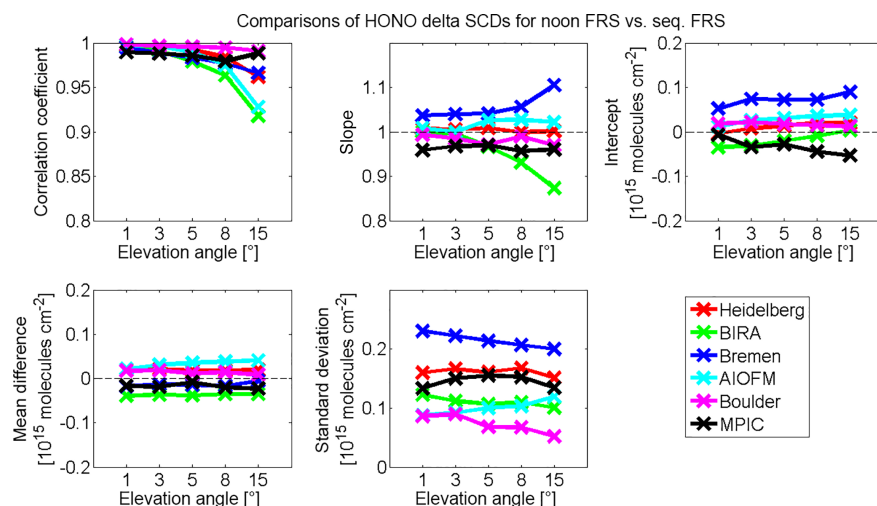 Comparisons of HONO delta SCDs for noon FRS vs. seq. FRS
Correlation coefficient
1
0.95
0.9
0.85
0.8
1 3 5 8 15
Elevation angle [°]
Slope
1.1
1
0.9
0.8
1 3 5 8 15
Elevation angle [°]
Intercept
[10^15 molecules cm-2]
0.2
0.1
0
-0.1
-0.2
1 3 5 8 15
Elevation angle [°]
Mean difference
[10^15 molecules cm-2]
0.2
0.1
0
-0.1
-0.2
1 3 5 8 15
Elevation angle [°]
Standard deviation
[10^15 molecules cm-2]
0.2
0.1
0
1 3 5 8 15
Elevation angle [°]
Heidelberg
BIRA
Bremen
AIOFM
Boulder
MPIC